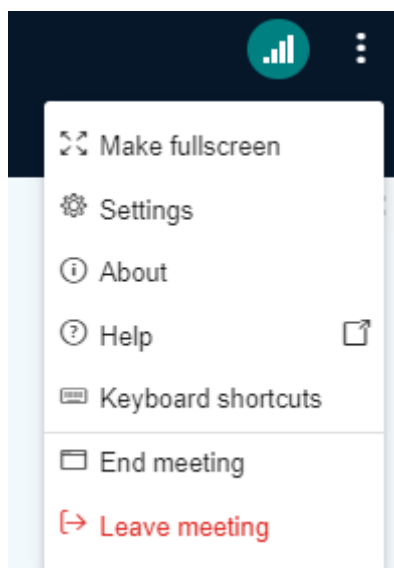 Make fullscreen
Settings
About
Help
Keyboard shortcuts
End meeting
Leave meeting